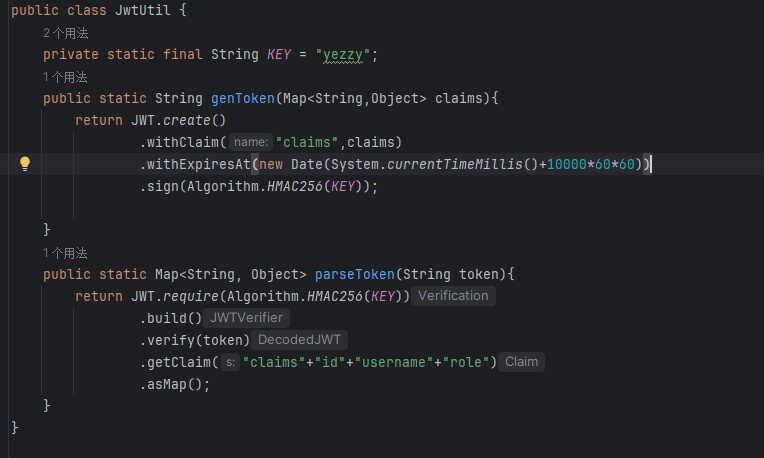 public class JwtUtil {
2个用法
private static final String KEY = "yezzy";
1个用法
public static String genToken(Map<String,Object> claims){
return JWT.create()
.withClaim( name: "claims",claims)
.withExpiresAt(new Date(System.currentTimeMillis()+10000*60*60))
.sign(Algorithm.HMAC256(KEY));
}
1个用法
public static Map<String, Object> parseToken(String token){
return JWT.require(Algorithm.HMAC256(KEY)) Verification
.build() JWTVerifier
.verify(token) DecodedJWT
.getClaim( s: "claims"+"id"+"username"+"role") Claim
.asMap();
}
}